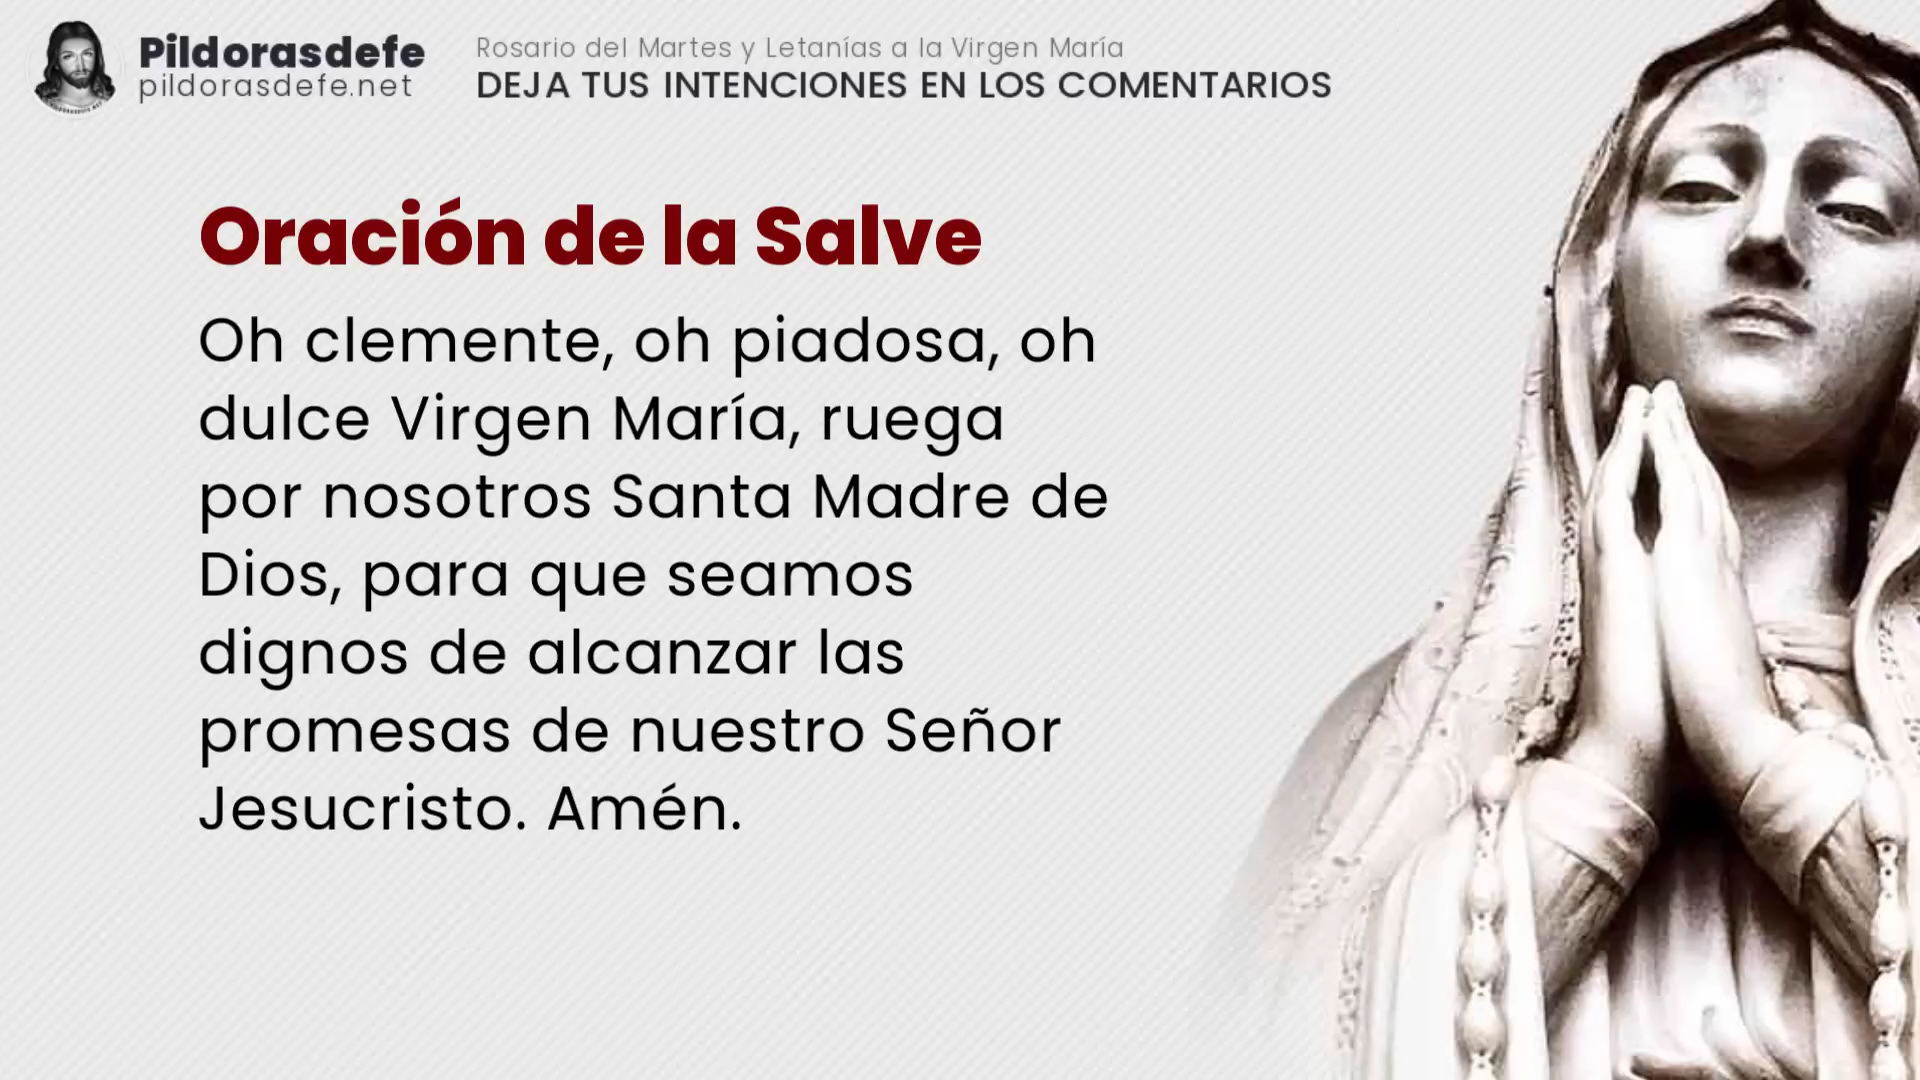 Pildorasdefe
pildorasdefe.net
Rosario del Martes y Letanías a la Virgen María
DEJA TUS INTENCIONES EN LOS COMENTARIOS
Oración de la Salve
Oh clemente, oh piadosa, oh
dulce Virgen María, ruega
por nosotros Santa Madre de
Dios, para que seamos
dignos de alcanzar las
promesas de nuestro Señor
Jesucristo. Amén.